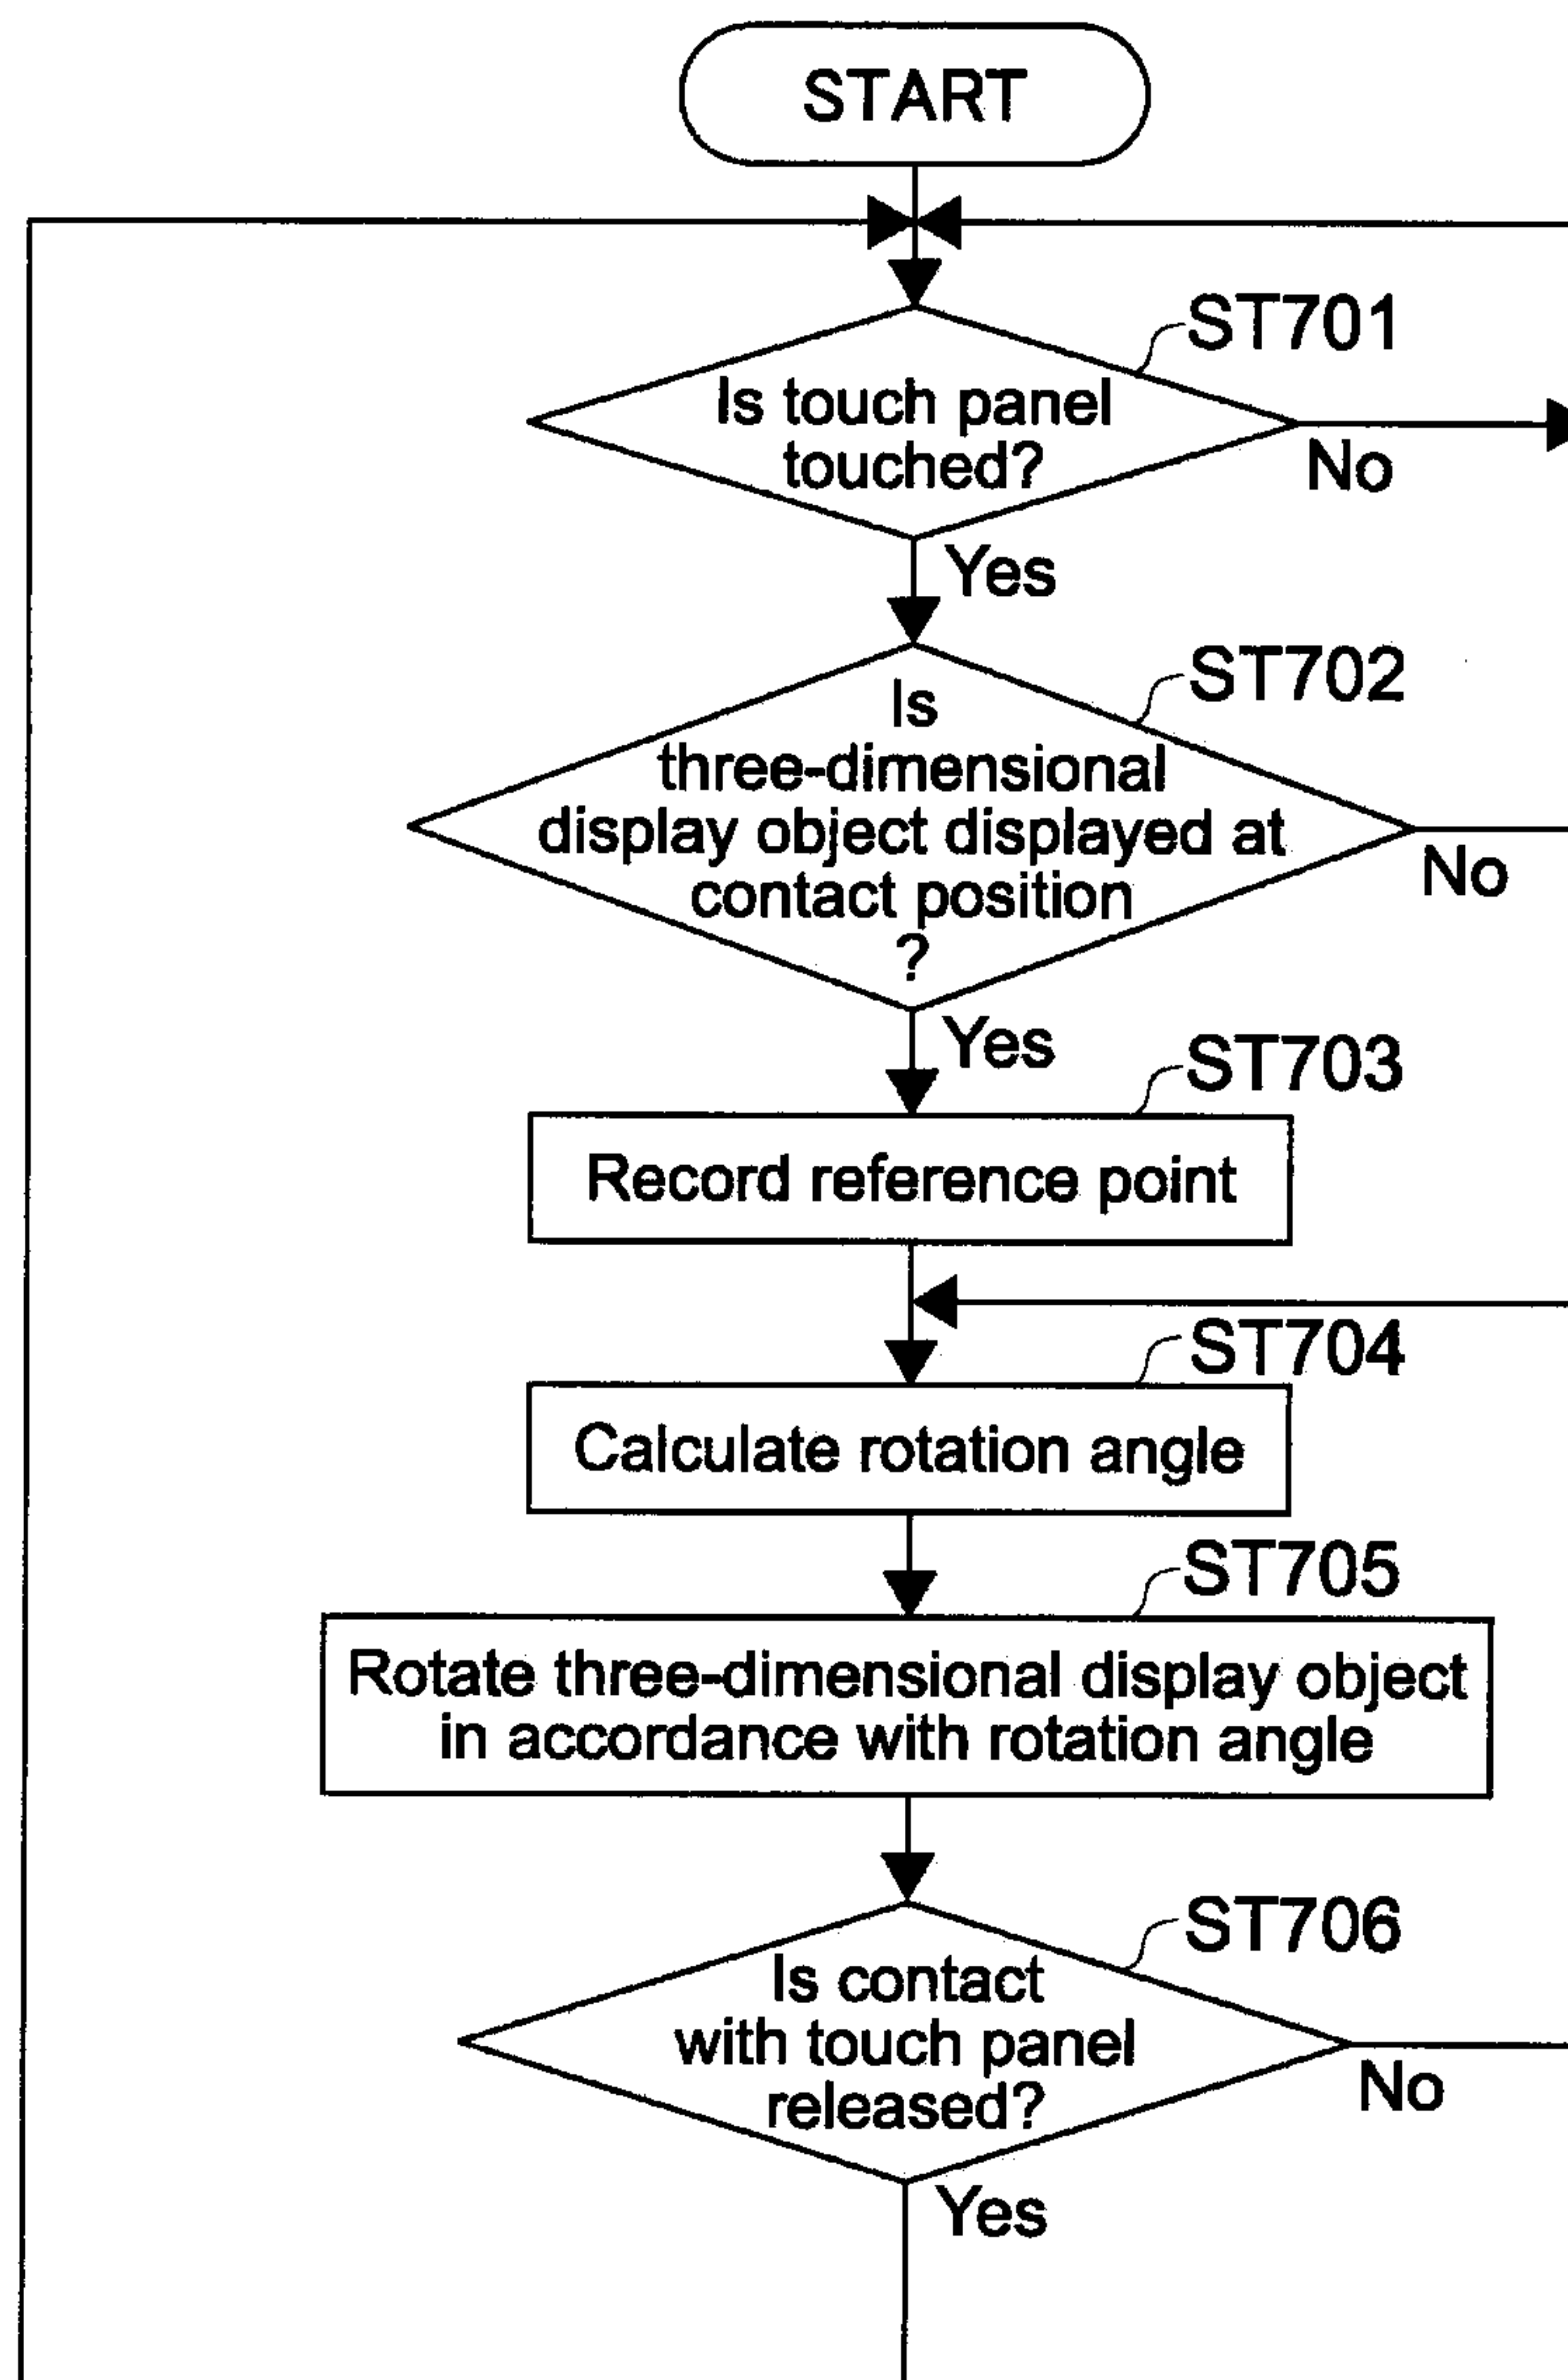 START
ST701
Is touch panel
touched?
No
Yes
ST702
Is
three-dimensional
display object displayed at
contact position
?
No
Yes
ST703
Record reference point
ST704
Calculate rotation angle
ST705
Rotate three-dimensional display object
in accordance with rotation angle
ST706
Is contact
with touch panel
released?
No
Yes